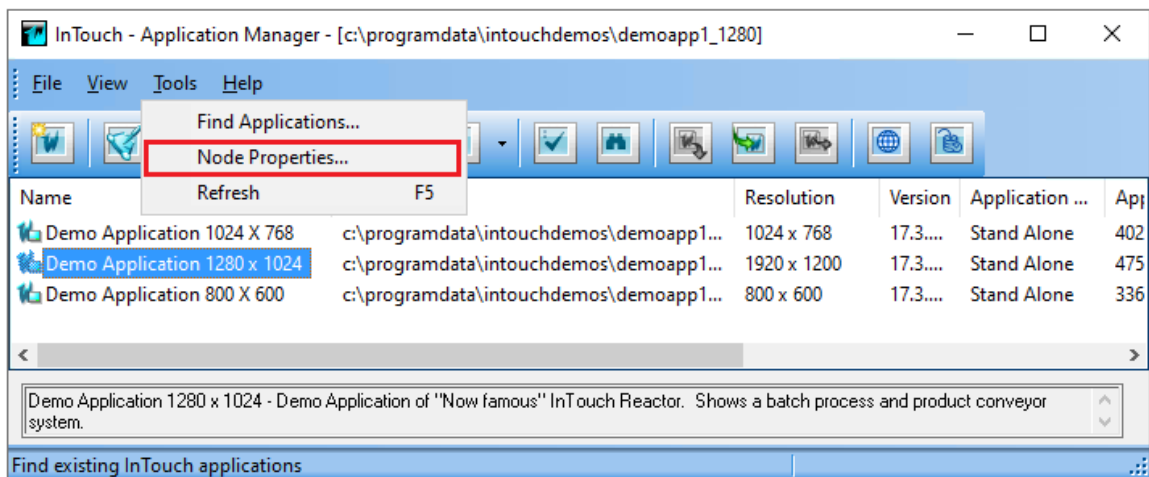 InTouch - Application Manager - [c:\programdata\intouchdemos\demoapp1_1280]
File View Tools Help
Find Applications...
Node Properties...
Refresh F5
Name Resolution Version Application ... App
Demo Application 1024 X 768 c:\programdata\intouchdemos\demoapp1... 1024 x 768 17.3.... Stand Alone 402
Demo Application 1280 x 1024 c:\programdata\intouchdemos\demoapp1... 1920 x 1200 17.3.... Stand Alone 475
Demo Application 800 X 600 c:\programdata\intouchdemos\demoapp1... 800 x 600 17.3.... Stand Alone 336
Demo Application 1280 x 1024 - Demo Application of "Now famous" InTouch Reactor. Shows a batch process and product conveyor
system.
Find existing InTouch applications